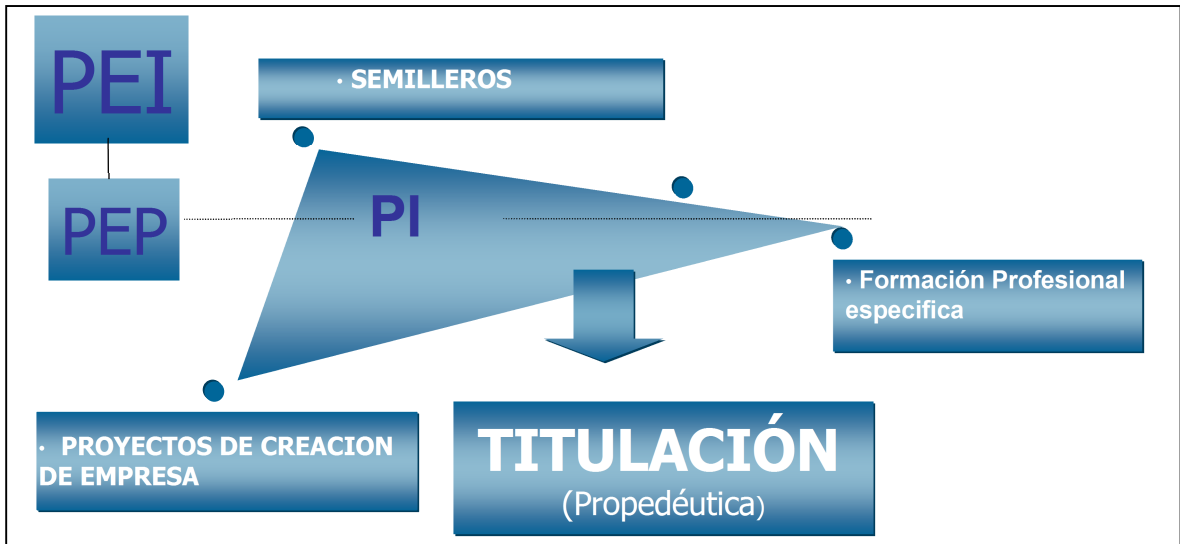 PEI
· SEMILLEROS
PEP
PI
· Formación Profesional
especifica
· PROYECTOS DE CREACION
DE EMPRESA
TITULACIÓN
(Propedéutica)